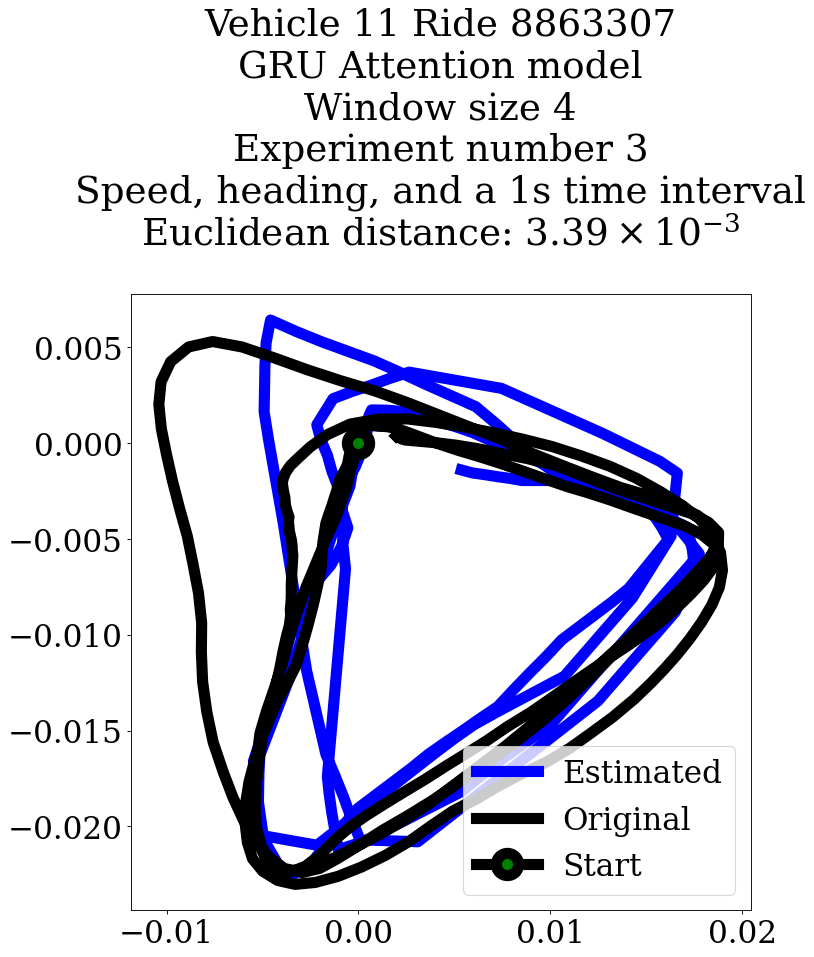 Vehicle 11 Ride 8863307
GRU Attention model
Window size 4
Experiment number 3
Speed, heading, and a 1s time interval
Euclidean distance: 3.39 × 10⁻³
0.005
0.000
−0.005
−0.010
−0.015
−0.020
Estimated
Original
Start
−0.01 0.00 0.01 0.02